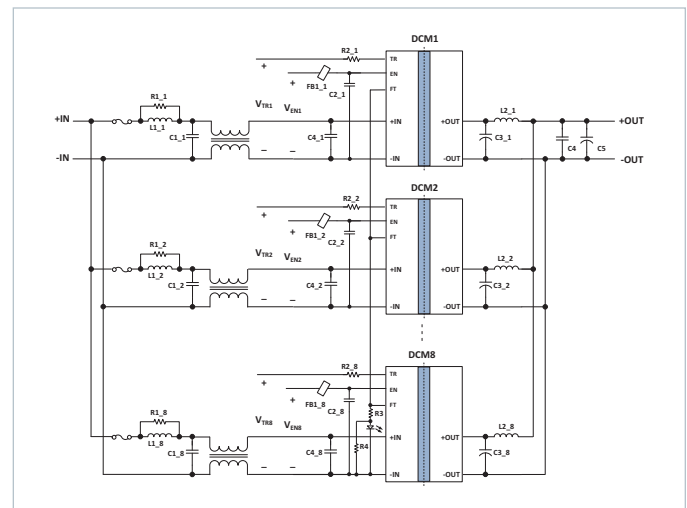 DCM1
R2_1
TR
+
EN
+
FB1_1
C2_1
FT
R1_1
VTR1
VEN1
L2_1
+IN
L1_1
+IN
+OUT
+OUT
C1_1
C4_1
C3_1
C4
C5
-IN
–
–
-IN
-OUT
-OUT
DCM2
R2_2
TR
+
EN
+
FB1_2
C2_2
FT
R1_2
VTR2
VEN2
L2_2
L1_2
+IN
+OUT
C1_2
C4_2
C3_2
–
–
-IN
-OUT
DCM8
R2_8
TR
+
EN
+
FB1_8
C2_8
FT
R3
R1_8
VTR8
VEN8
L2_8
L1_8
+IN
+OUT
R4
C1_8
C4_8
C3_8
–
–
-IN
-OUT